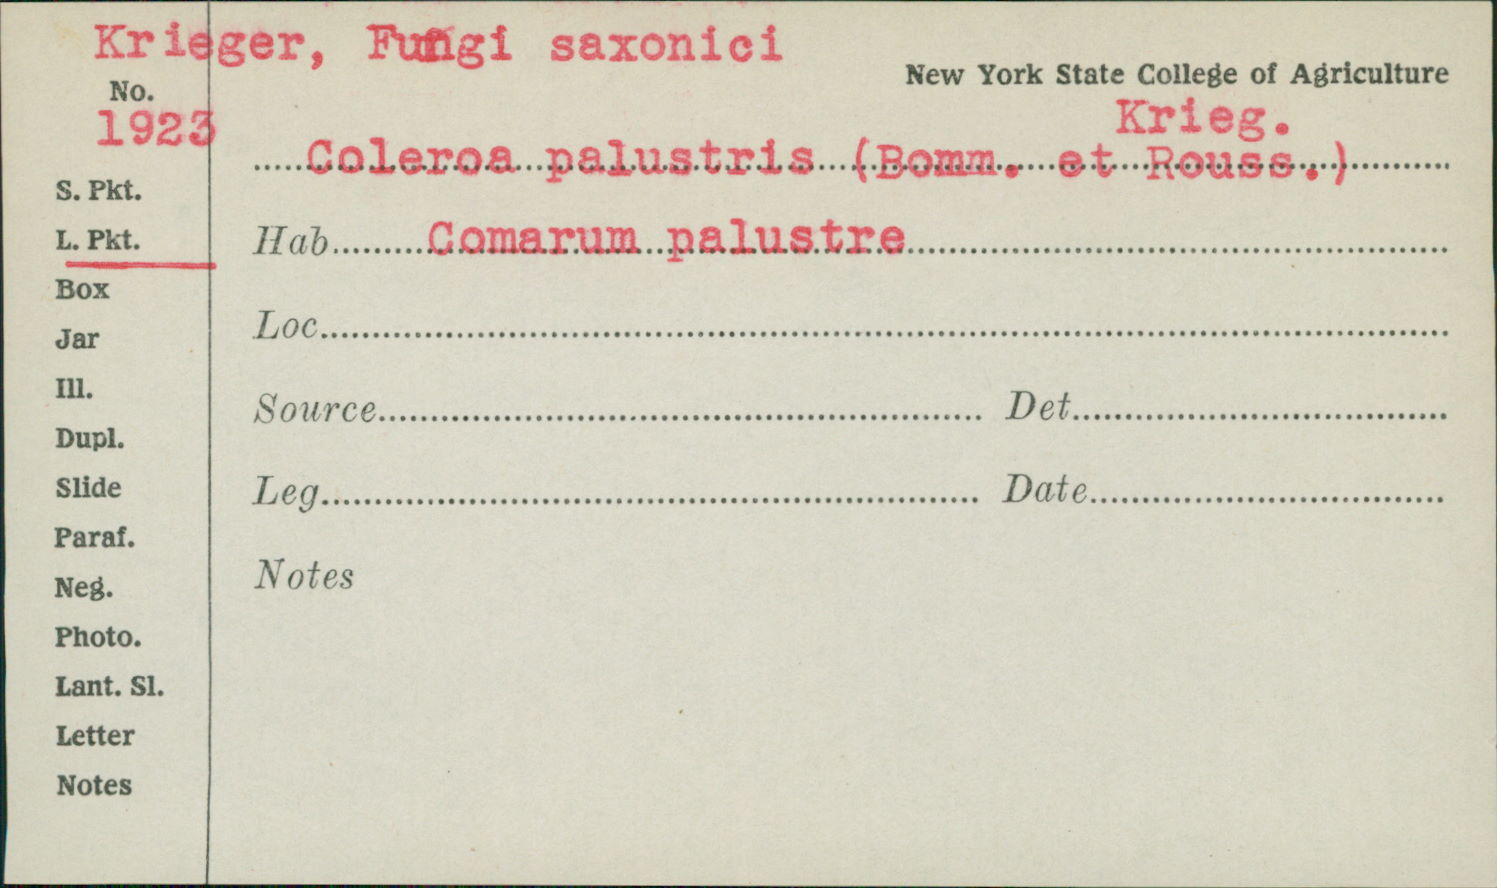 Krieger, Fungi saxonici
New York State College of Agriculture
No.
1923
Krieg.
Coleroa palustris (Bomm. et Rouss.)
S. Pkt.
L. Pkt.
Hab. Comarum palustre
Box
Loc.
Jar
Ill.
Source Det.
Dupl.
Slide
Leg. Date
Paraf.
Notes
Neg.
Photo.
Lant. Sl.
Letter
Notes